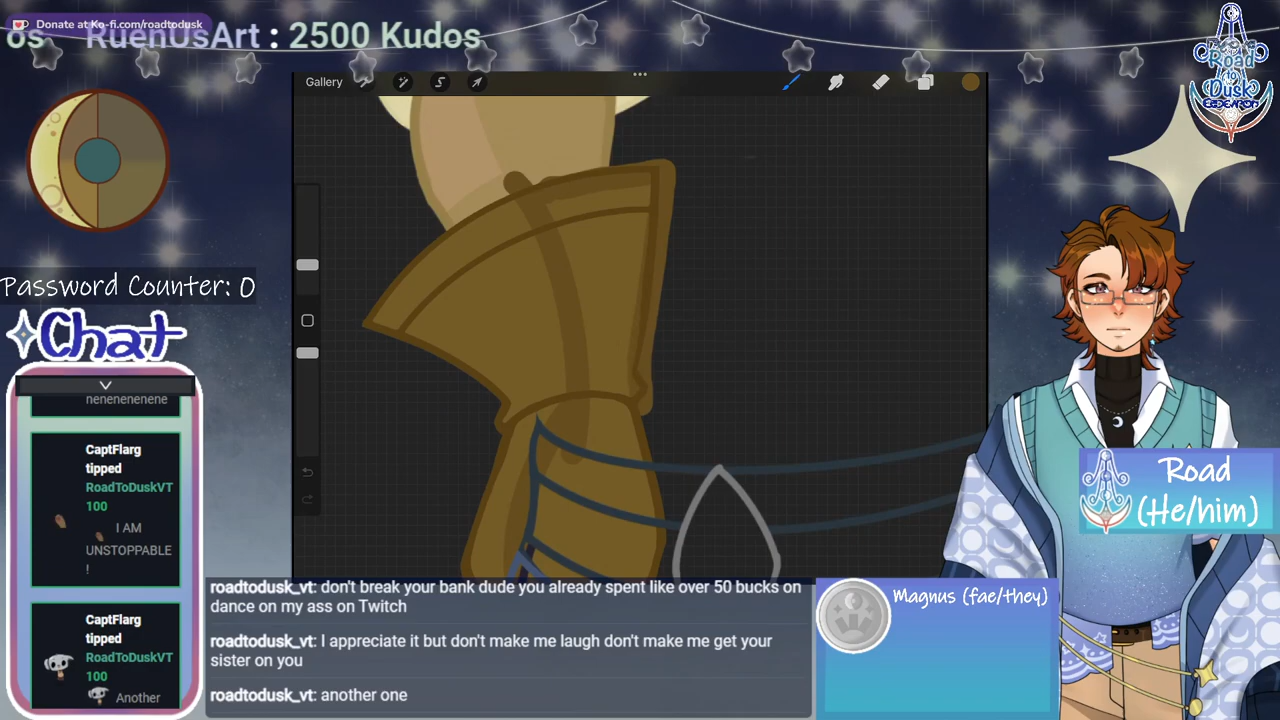 Donate at Ko-fi.com/roadtodusk
os RuenUsArt : 2500 Kudos
Gallery
Road
to
Dusk
Password Counter: 0
Chat
henehenehene
CaptFlarg
tipped
RoadToDuskVT
100
I AM
UNSTOPPABLE
!
CaptFlarg
tipped
RoadToDuskVT
100
Another
roadtodusk_vt: don't break your bank dude you already spent like over 50 bucks on
dance on my ass on Twitch
roadtodusk_vt: I appreciate it but don't make me laugh don't make me get your
sister on you
roadtodusk_vt: another one
Magnus (fae/they)
Road
(He/him)